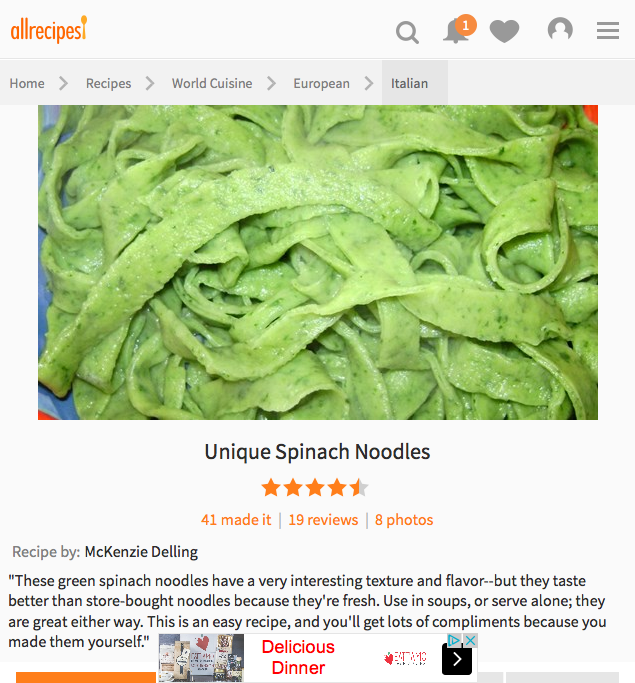 allrecipes
1
Home
Recipes
World Cuisine
European
Italian
Unique Spinach Noodles
41 made it | 19 reviews | 8 photos
Recipe by: McKenzie Delling
"These green spinach noodles have a very interesting texture and flavor--but they taste
better than store-bought noodles because they're fresh. Use in soups, or serve alone; they
are great either way. This is an easy recipe, and you'll get lots of compliments because you
made them yourself."
Delicious
Dinner